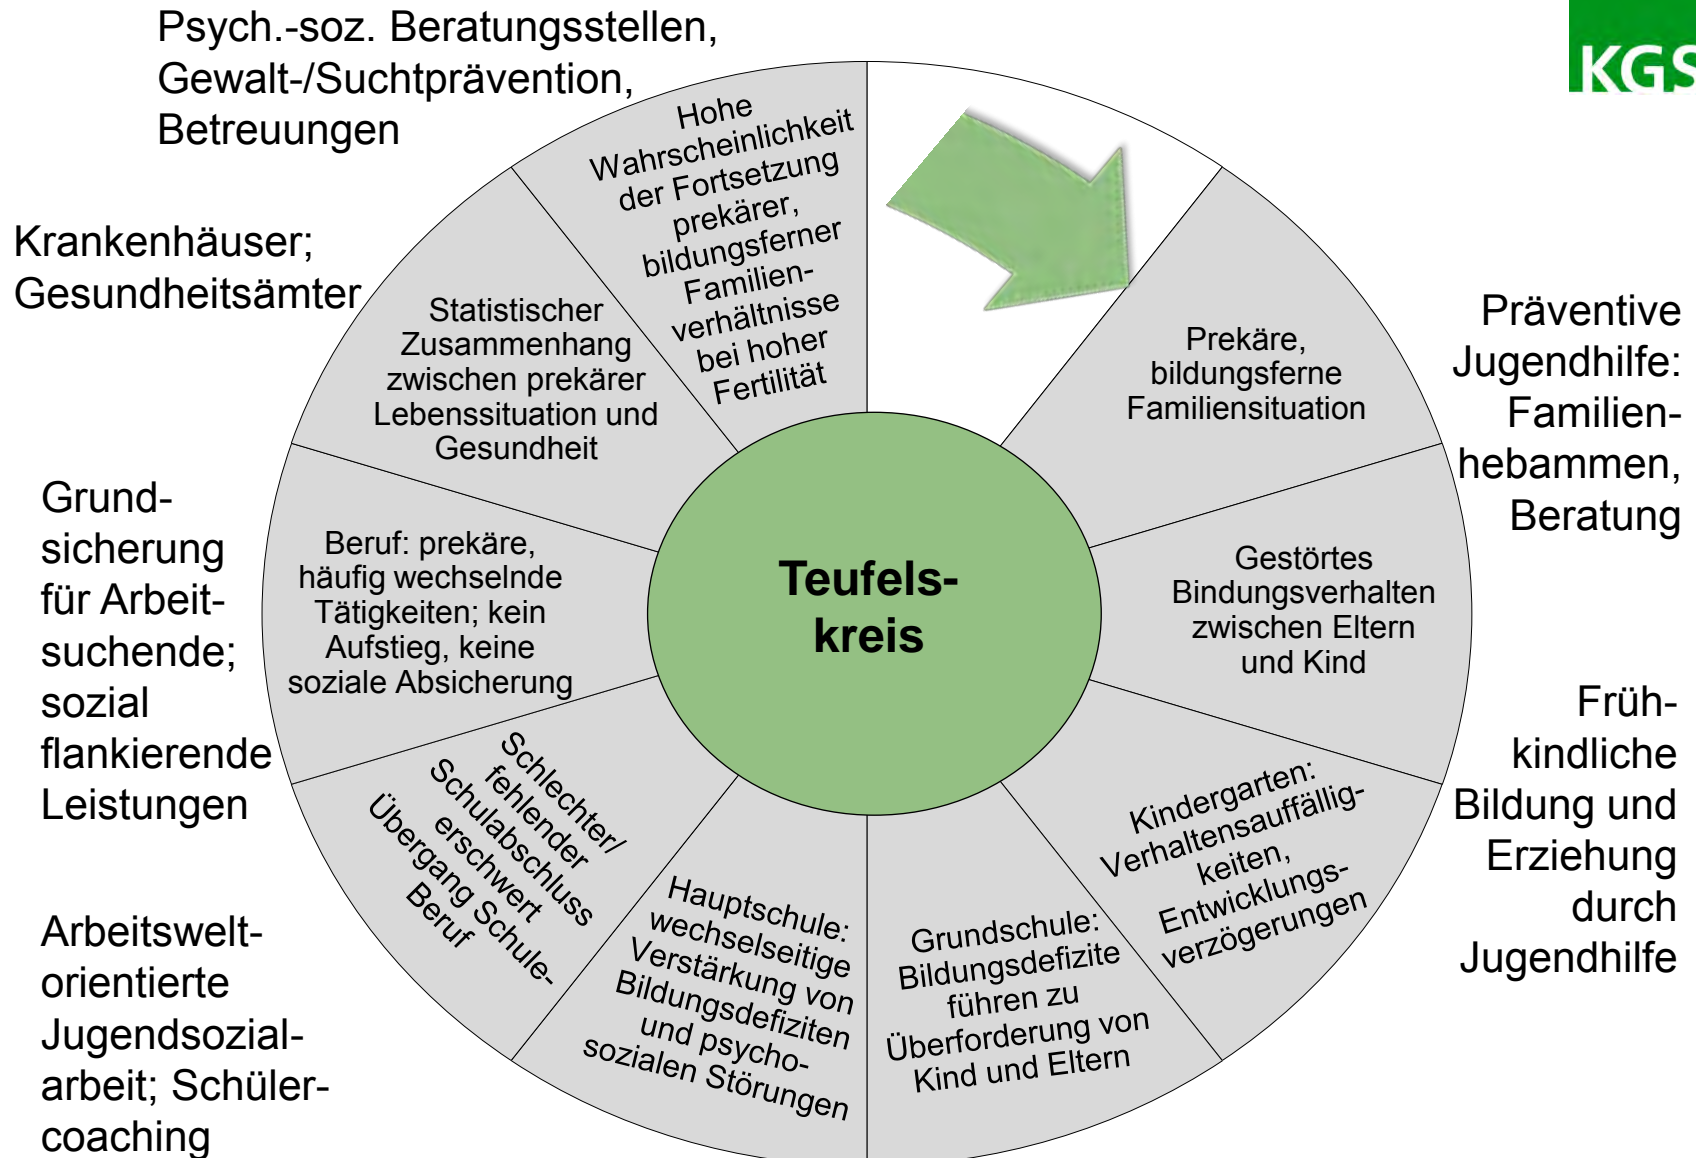 Psych.-soz. Beratungsstellen,
Gewalt-/Suchtprävention,
Betreuungen
KGS
Hohe
Wahrscheinlichkeit
der Fortsetzung
prekärer,
bildungsferner
Familien-
verhältnisse
bei hoher
Fertilität
Krankenhäuser;
Gesundheitsämter
Statistischer
Zusammenhang
zwischen prekärer
Lebenssituation und
Gesundheit
Prekäre,
bildungsferne
Familiensituation
Präventive
Jugendhilfe:
Familien-
hebammen,
Beratung
Grund-
sicherung
für Arbeit-
suchende;
sozial
flankierende
Leistungen
Beruf: prekäre,
häufig wechselnde
Tätigkeiten; kein
Aufstieg, keine
soziale Absicherung
Teufels-
kreis
Gestörtes
Bindungsverhalten
zwischen Eltern
und Kind
Früh-
kindliche
Bildung und
Erziehung
durch
Jugendhilfe
Schlechter/
fehlender
Schulabschluss
erschwert
Übergang Schule-
Beruf
Hauptschule:
wechselseitige
Verstärkung von
Bildungsdefiziten
und psycho-
sozialen Störungen
Grundschule:
Bildungsdefizite
führen zu
Überforderung von
Kind und Eltern
Kindergarten:
Verhaltensauffällig-
keiten,
Entwicklungs-
verzögerungen
Arbeitswelt-
orientierte
Jugendsozial-
arbeit; Schüler-
coaching